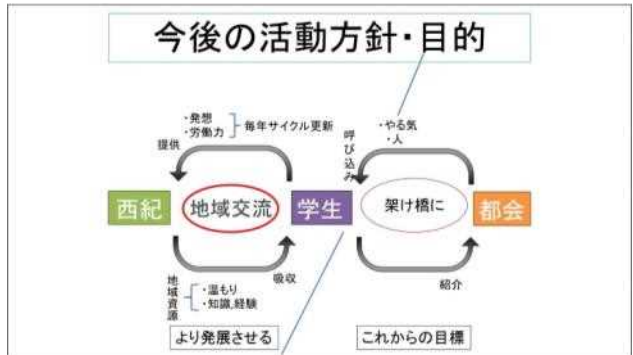 今後の活動方針・目的
・発想
・労働力
毎年サイクル更新
提供
呼び込み
・やる気
・人
西紀
地域交流
学生
架け橋に
都会
地域資源
・温もり
・知識,経験
吸収
紹介
より発展させる
これからの目標